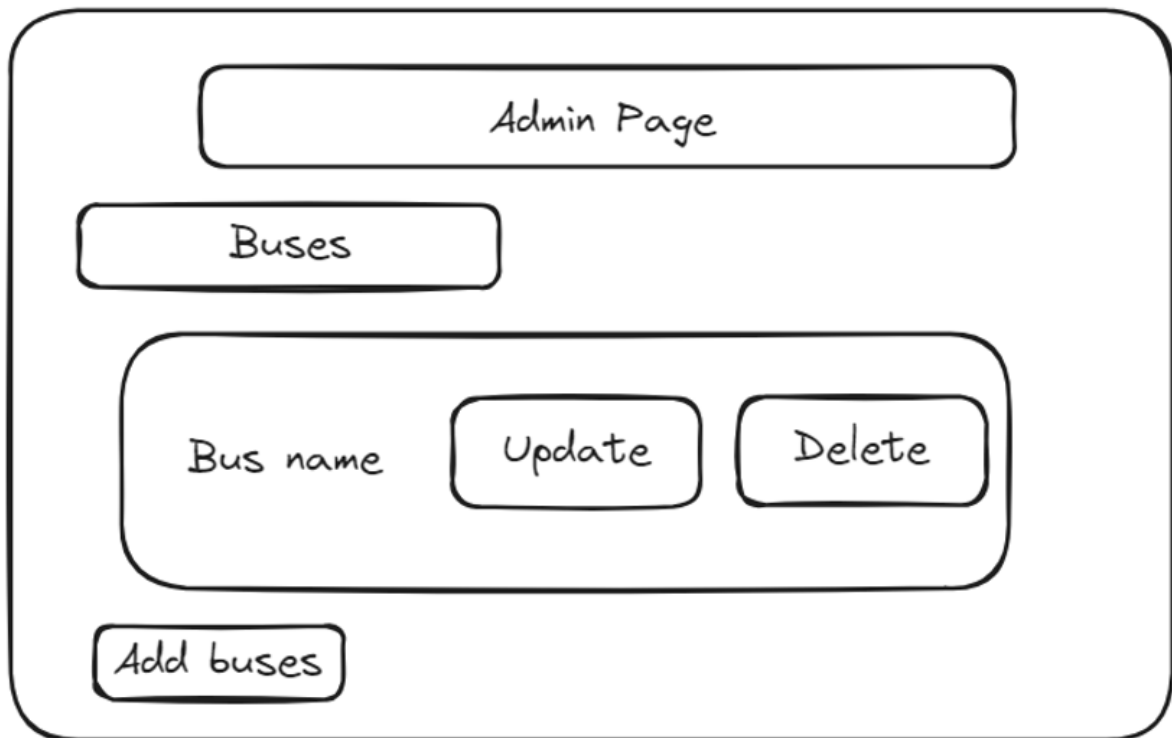 Admin Page
Buses
Bus name
Update
Delete
Add buses